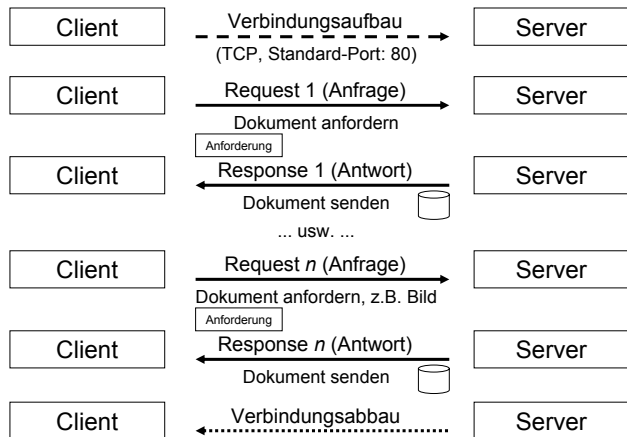 Client Verbindungsaufbau Server
(TCP, Standard-Port: 80)
Client Request 1 (Anfrage) Server
Dokument anfordern
Anforderung
Client Response 1 (Antwort) Server
Dokument senden
... usw. ...
Client Request n (Anfrage) Server
Dokument anfordern, z.B. Bild
Anforderung
Client Response n (Antwort) Server
Dokument senden
Client Verbindungsabbau Server